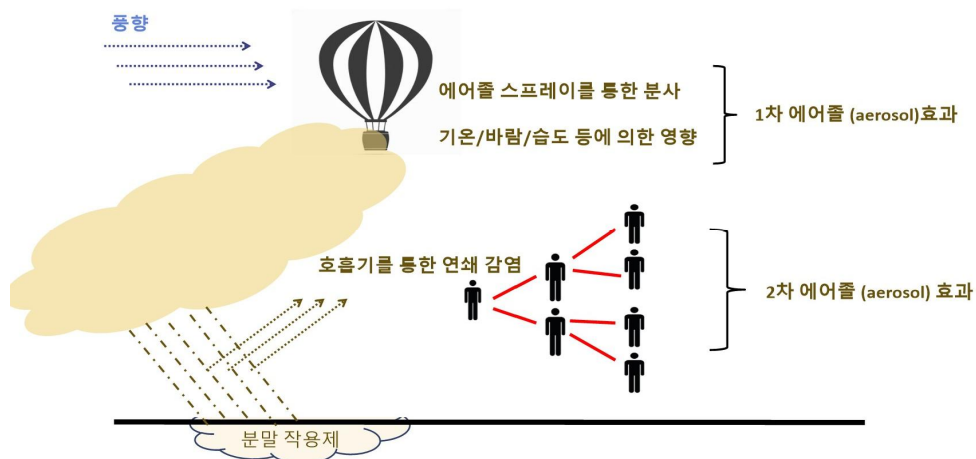 풍향
에어졸 스프레이를 통한 분사
기온/바람/습도 등에 의한 영향
1차 에어졸 (aerosol)효과
호흡기를 통한 연쇄 감염
2차 에어졸 (aerosol) 효과
분말 작용제